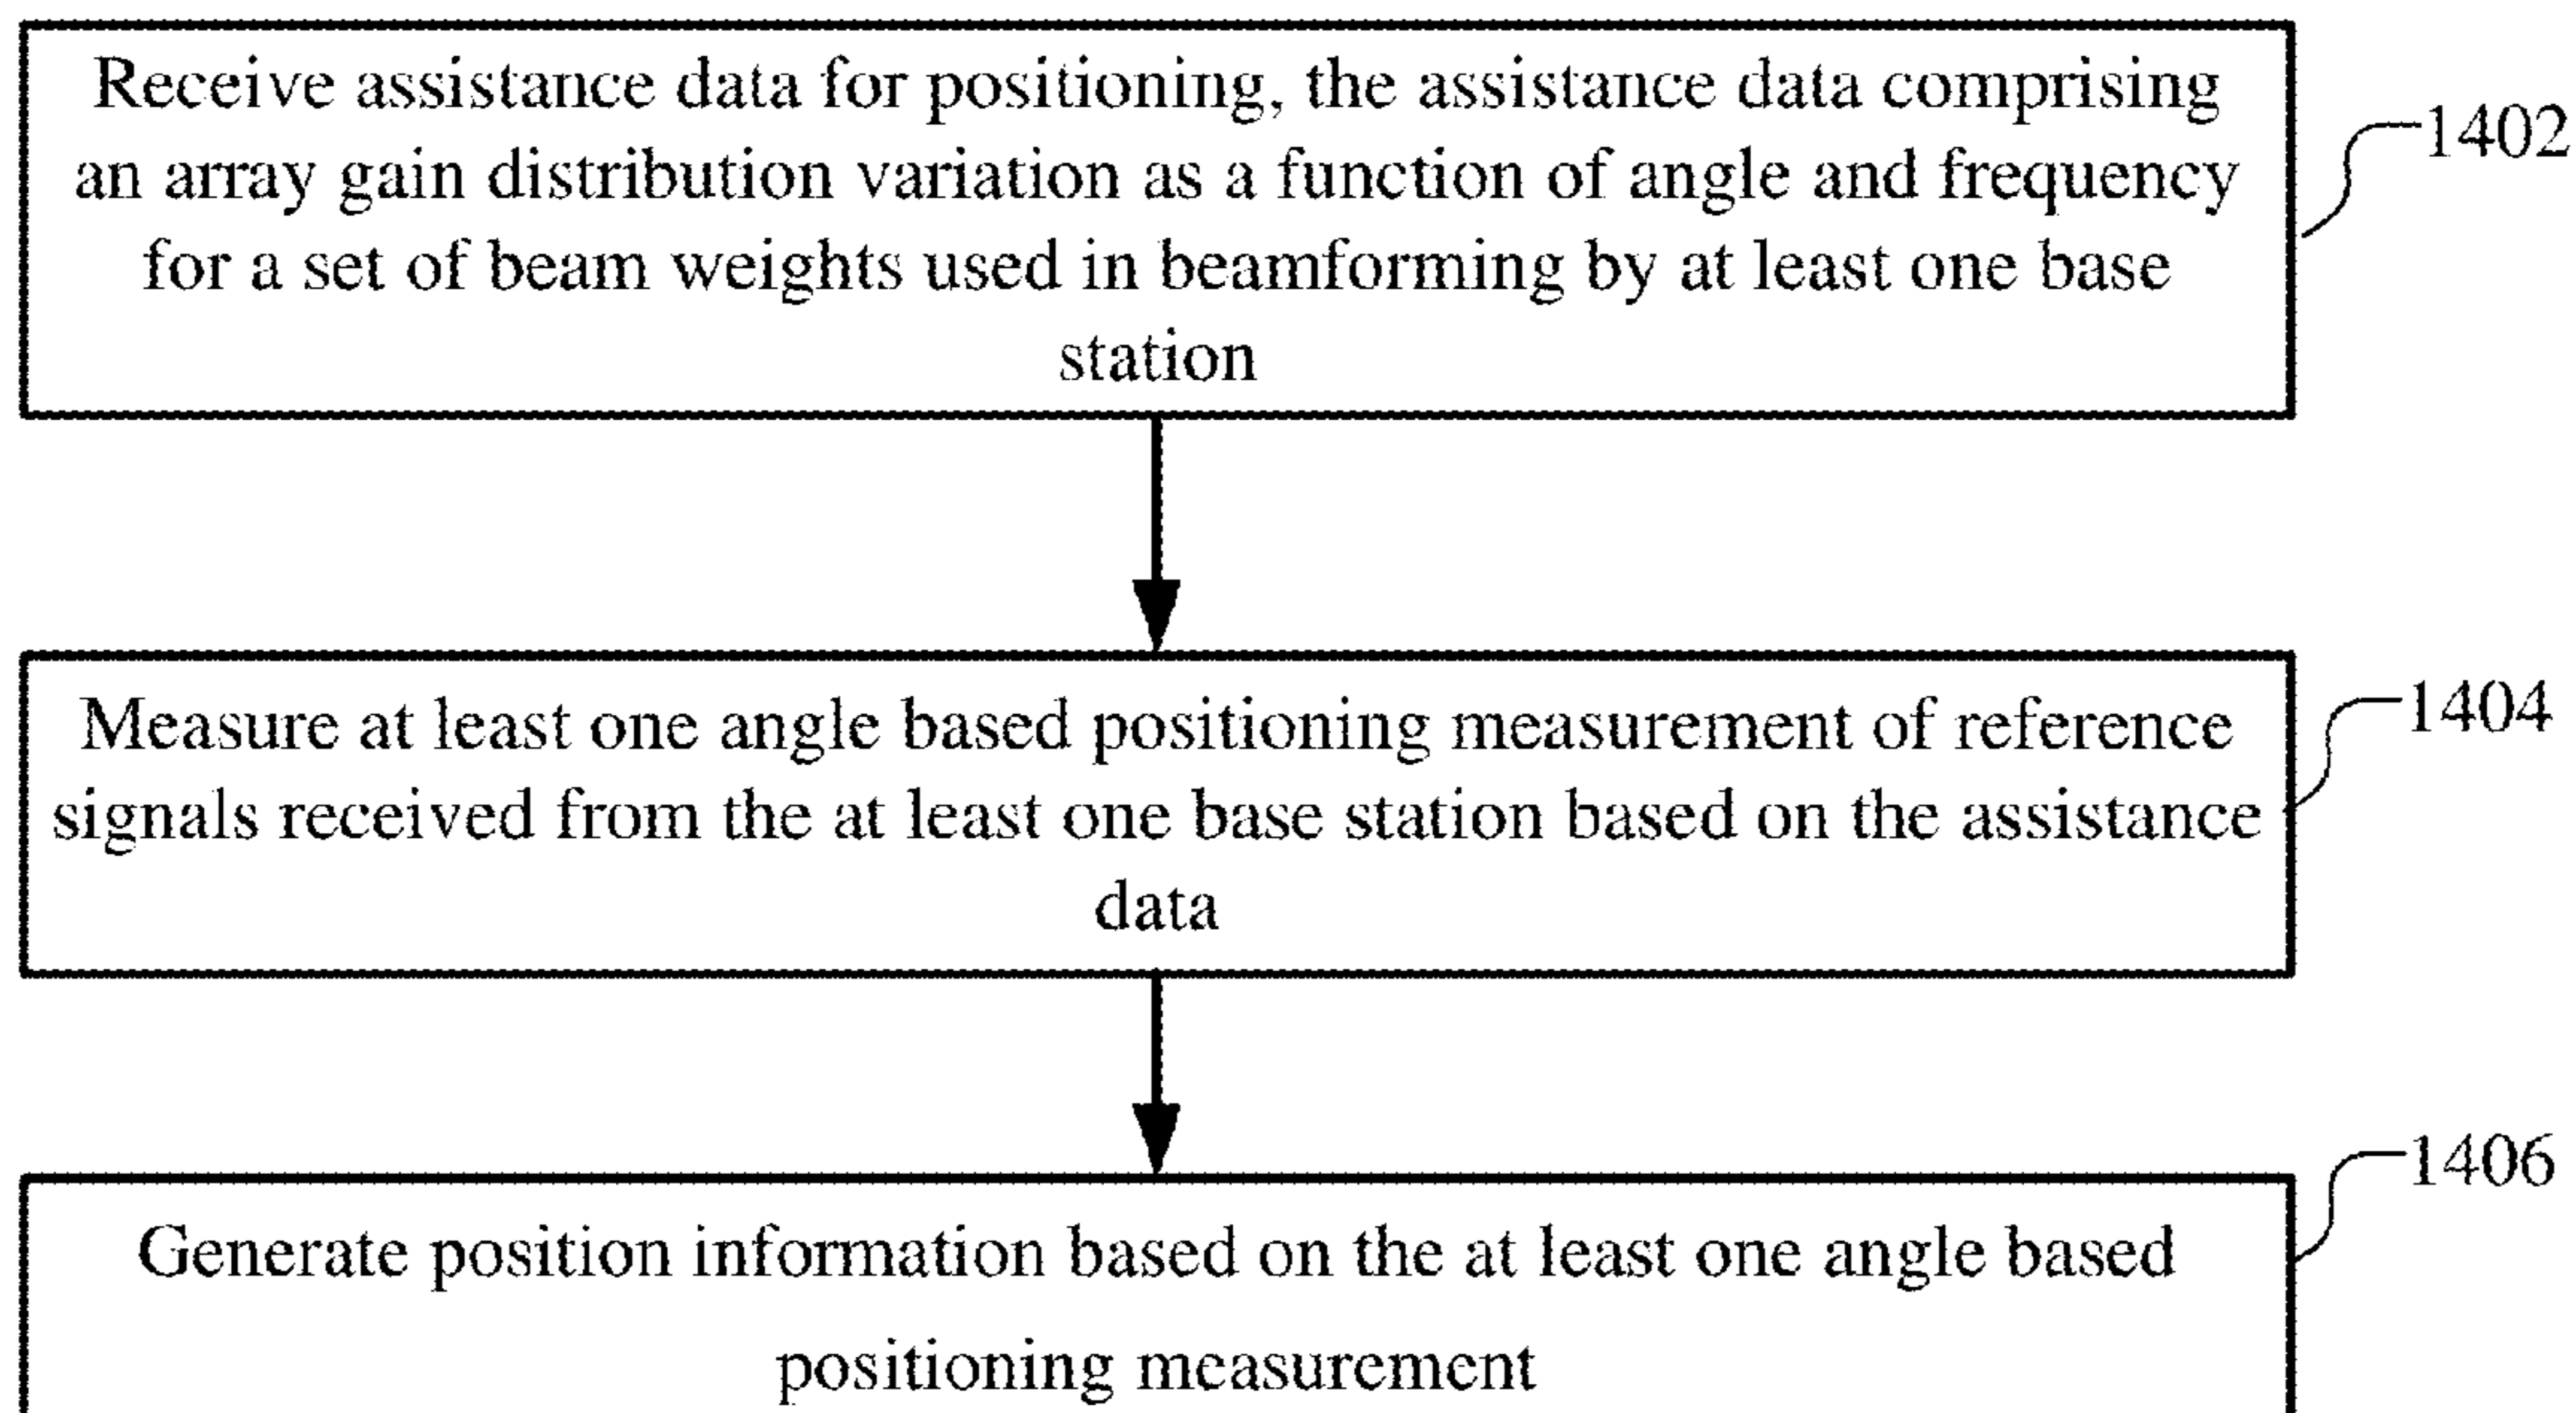 Receive assistance data for positioning, the assistance data comprising
an array gain distribution variation as a function of angle and frequency
for a set of beam weights used in beamforming by at least one base
station
1402
Measure at least one angle based positioning measurement of reference
signals received from the at least one base station based on the assistance
data
1404
Generate position information based on the at least one angle based
positioning measurement
1406